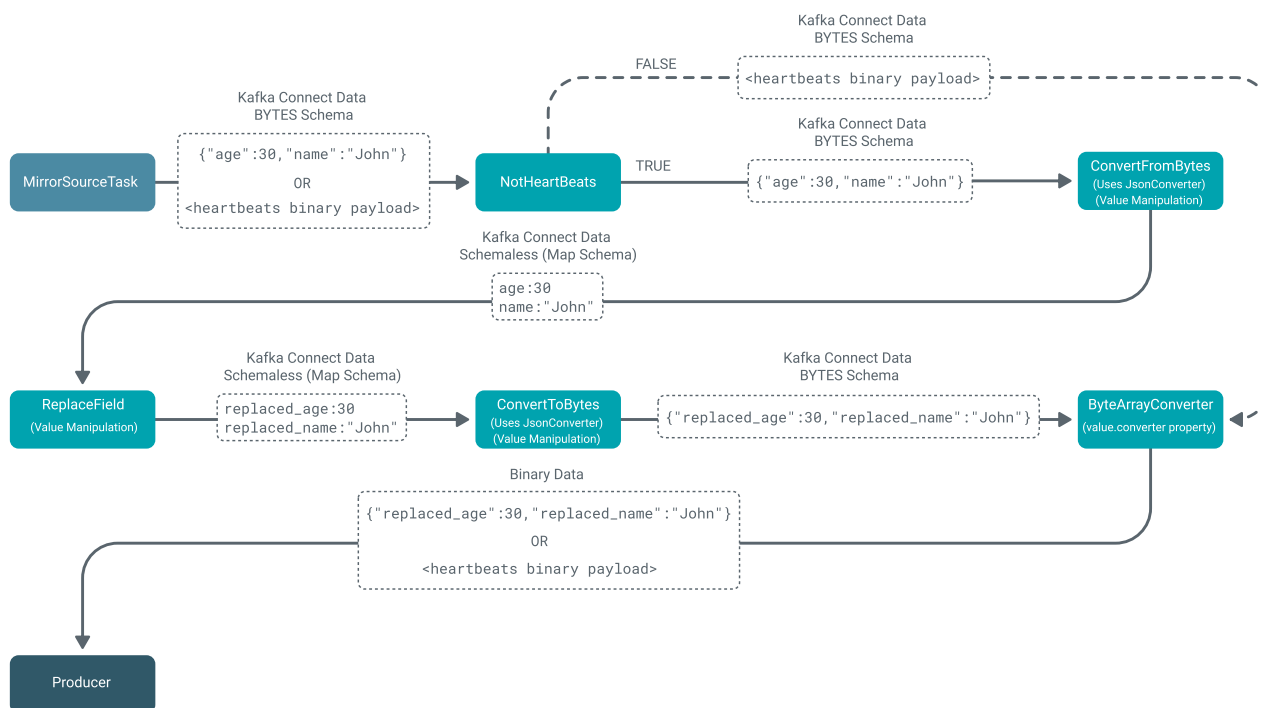 Kafka Connect Data
BYTES Schema
FALSE
<heartbeats binary payload>
Kafka Connect Data
BYTES Schema
{"age":30,"name":"John"}
OR
<heartbeats binary payload>
MirrorSourceTask
NotHeartBeats
TRUE
Kafka Connect Data
BYTES Schema
{"age":30,"name":"John"}
ConvertFromBytes
(Uses JsonConverter)
(Value Manipulation)
Kafka Connect Data
Schemaless (Map Schema)
age:30
name:"John"
ReplaceField
(Value Manipulation)
Kafka Connect Data
Schemaless (Map Schema)
replaced_age:30
replaced_name:"John"
ConvertToBytes
(Uses JsonConverter)
(Value Manipulation)
Kafka Connect Data
BYTES Schema
{"replaced_age":30,"replaced_name":"John"}
ByteArrayConverter
(value.converter property)
Binary Data
{"replaced_age":30,"replaced_name":"John"}
OR
<heartbeats binary payload>
Producer